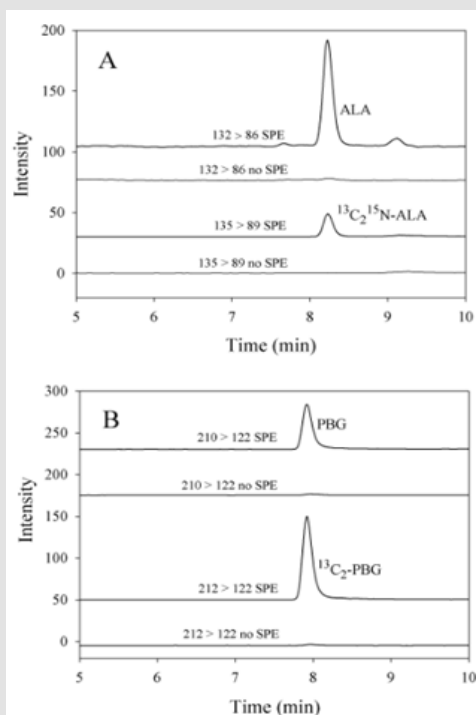 200
A
150
ALA
132 > 86 SPE
100
132 > 86 no SPE
Intensity
50
135 > 89 SPE
¹³C₂¹⁵N-ALA
135 > 89 no SPE
0
5 6 7 8 9 10
Time (min)
300
B
PBG
250
210 > 122 SPE
200
210 > 122 no SPE
Intensity
150
100
¹³C₂-PBG
50
212 > 122 SPE
0
212 > 122 no SPE
5 6 7 8 9 10
Time (min)